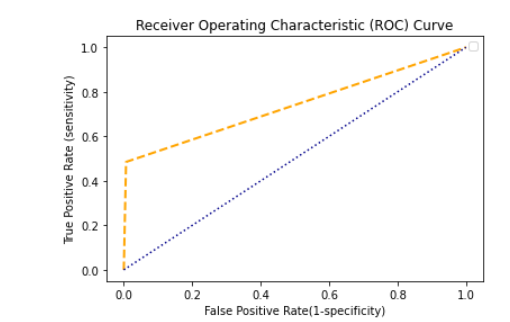 Receiver Operating Characteristic (ROC) Curve
1.0
0.8
0.6
0.4
0.2
0.0
True Positive Rate (sensitivity)
0.0 0.2 0.4 0.6 0.8 1.0
False Positive Rate(1-specificity)